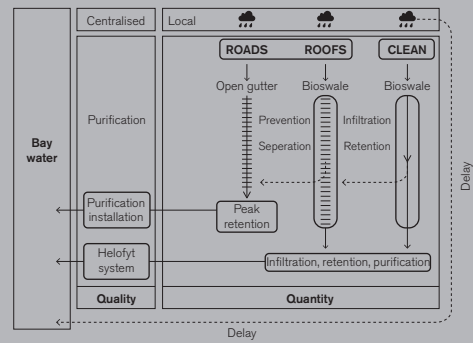 Centralised
Local
ROADS
ROOFS
CLEAN
Open gutter
Bioswale
Bioswale
Purification
Prevention
Infiltration
Seperation
Retention
Bay
water
Delay
Purification
installation
Peak
retention
Helofyt
system
Infiltration, retention, purification
Quality
Quantity
Delay